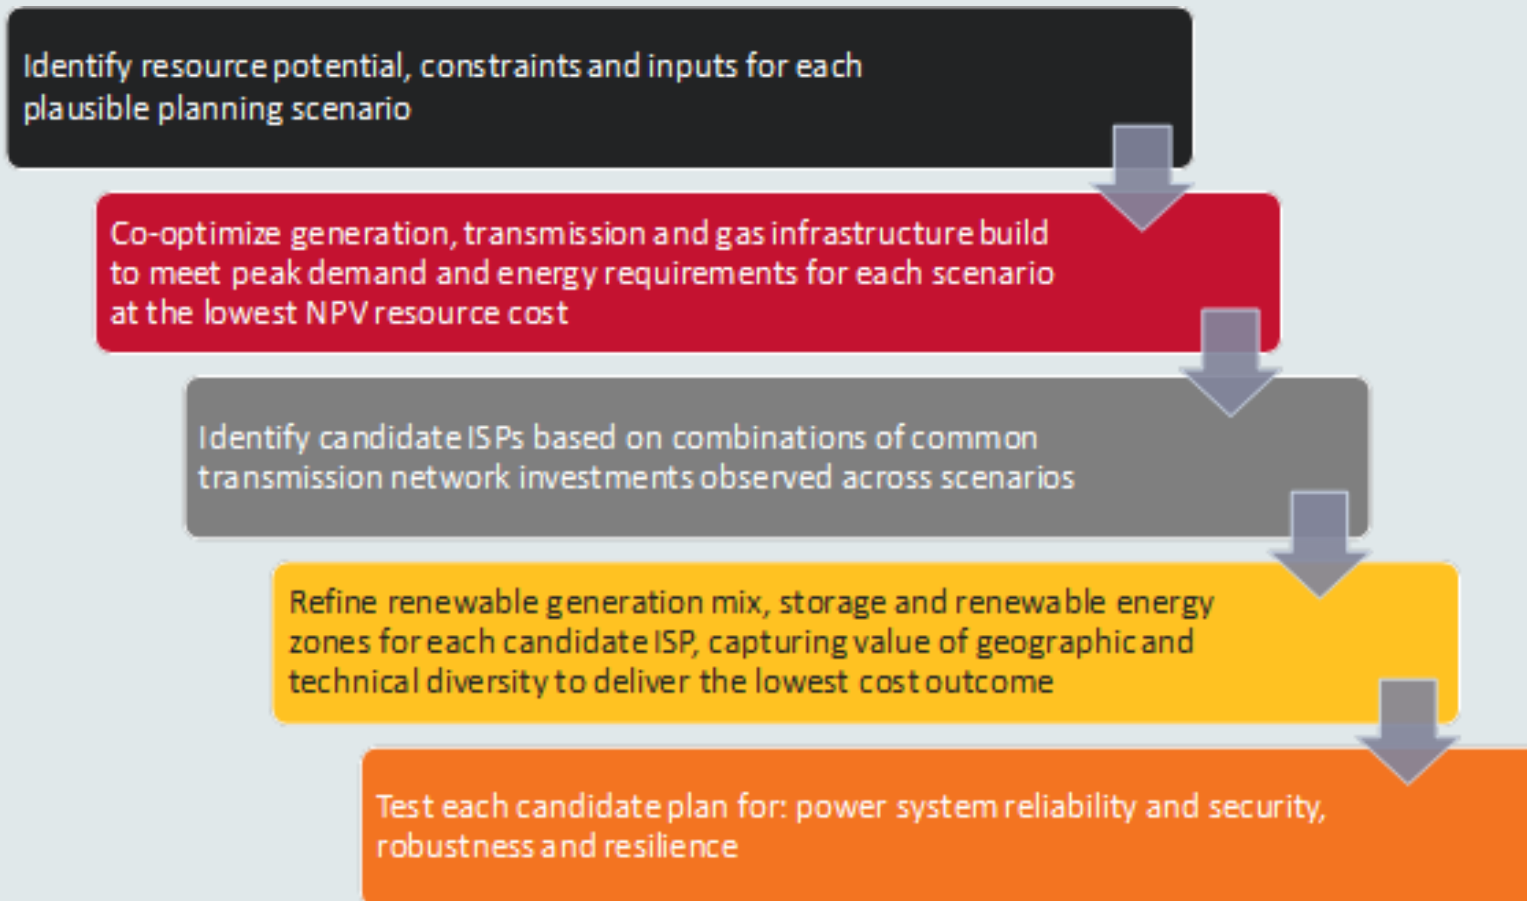 Identify resource potential, constraints and inputs for each
plausible planning scenario
Co-optimize generation, transmission and gas infrastructure build
to meet peak demand and energy requirements for each scenario
at the lowest NPV resource cost
Identify candidate ISPs based on combinations of common
transmission network investments observed across scenarios
Refine renewable generation mix, storage and renewable energy
zones for each candidate ISP, capturing value of geographic and
technical diversity to deliver the lowest cost outcome
Test each candidate plan for: power system reliability and security,
robustness and resilience